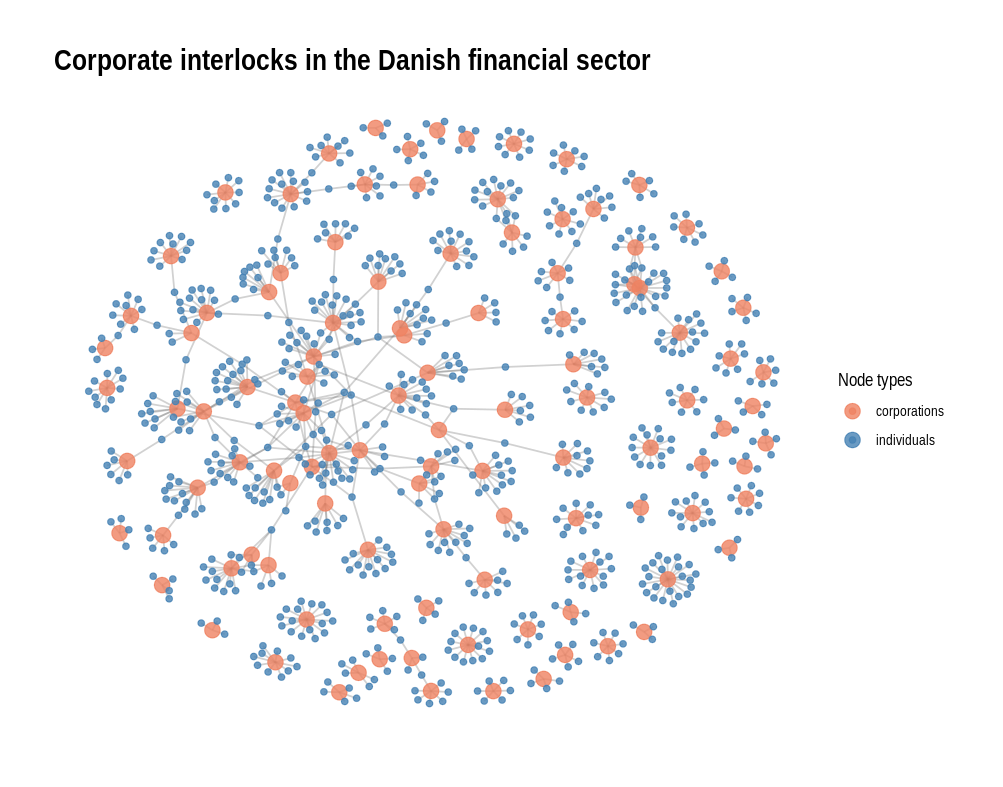 Corporate interlocks in the Danish financial sector
Node types
corporations
individuals